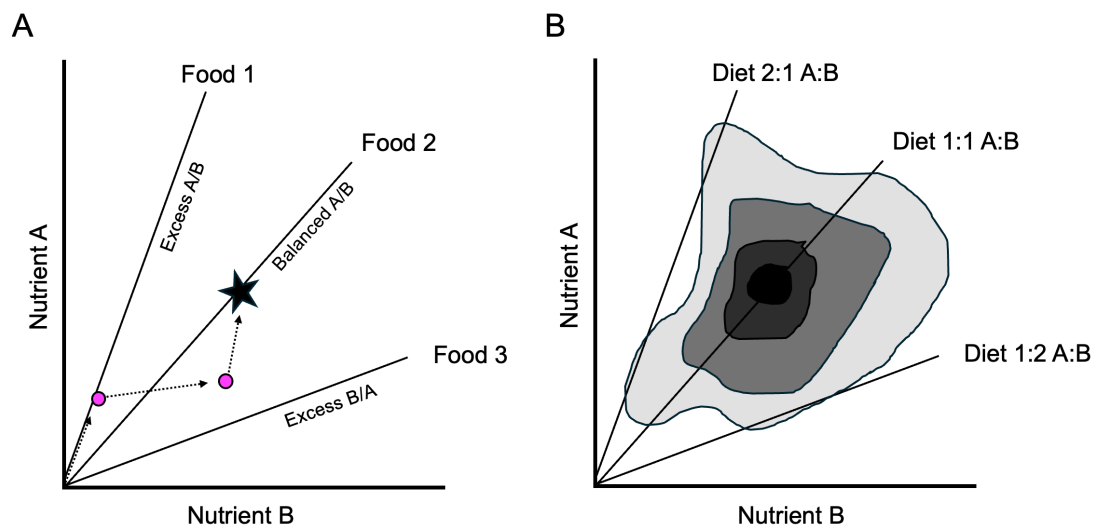 A
Food 1
Food 2
Food 3
Excess A/B
Balanced A/B
Excess B/A
Nutrient A
Nutrient B
B
Diet 2:1 A:B
Diet 1:1 A:B
Diet 1:2 A:B
Nutrient A
Nutrient B